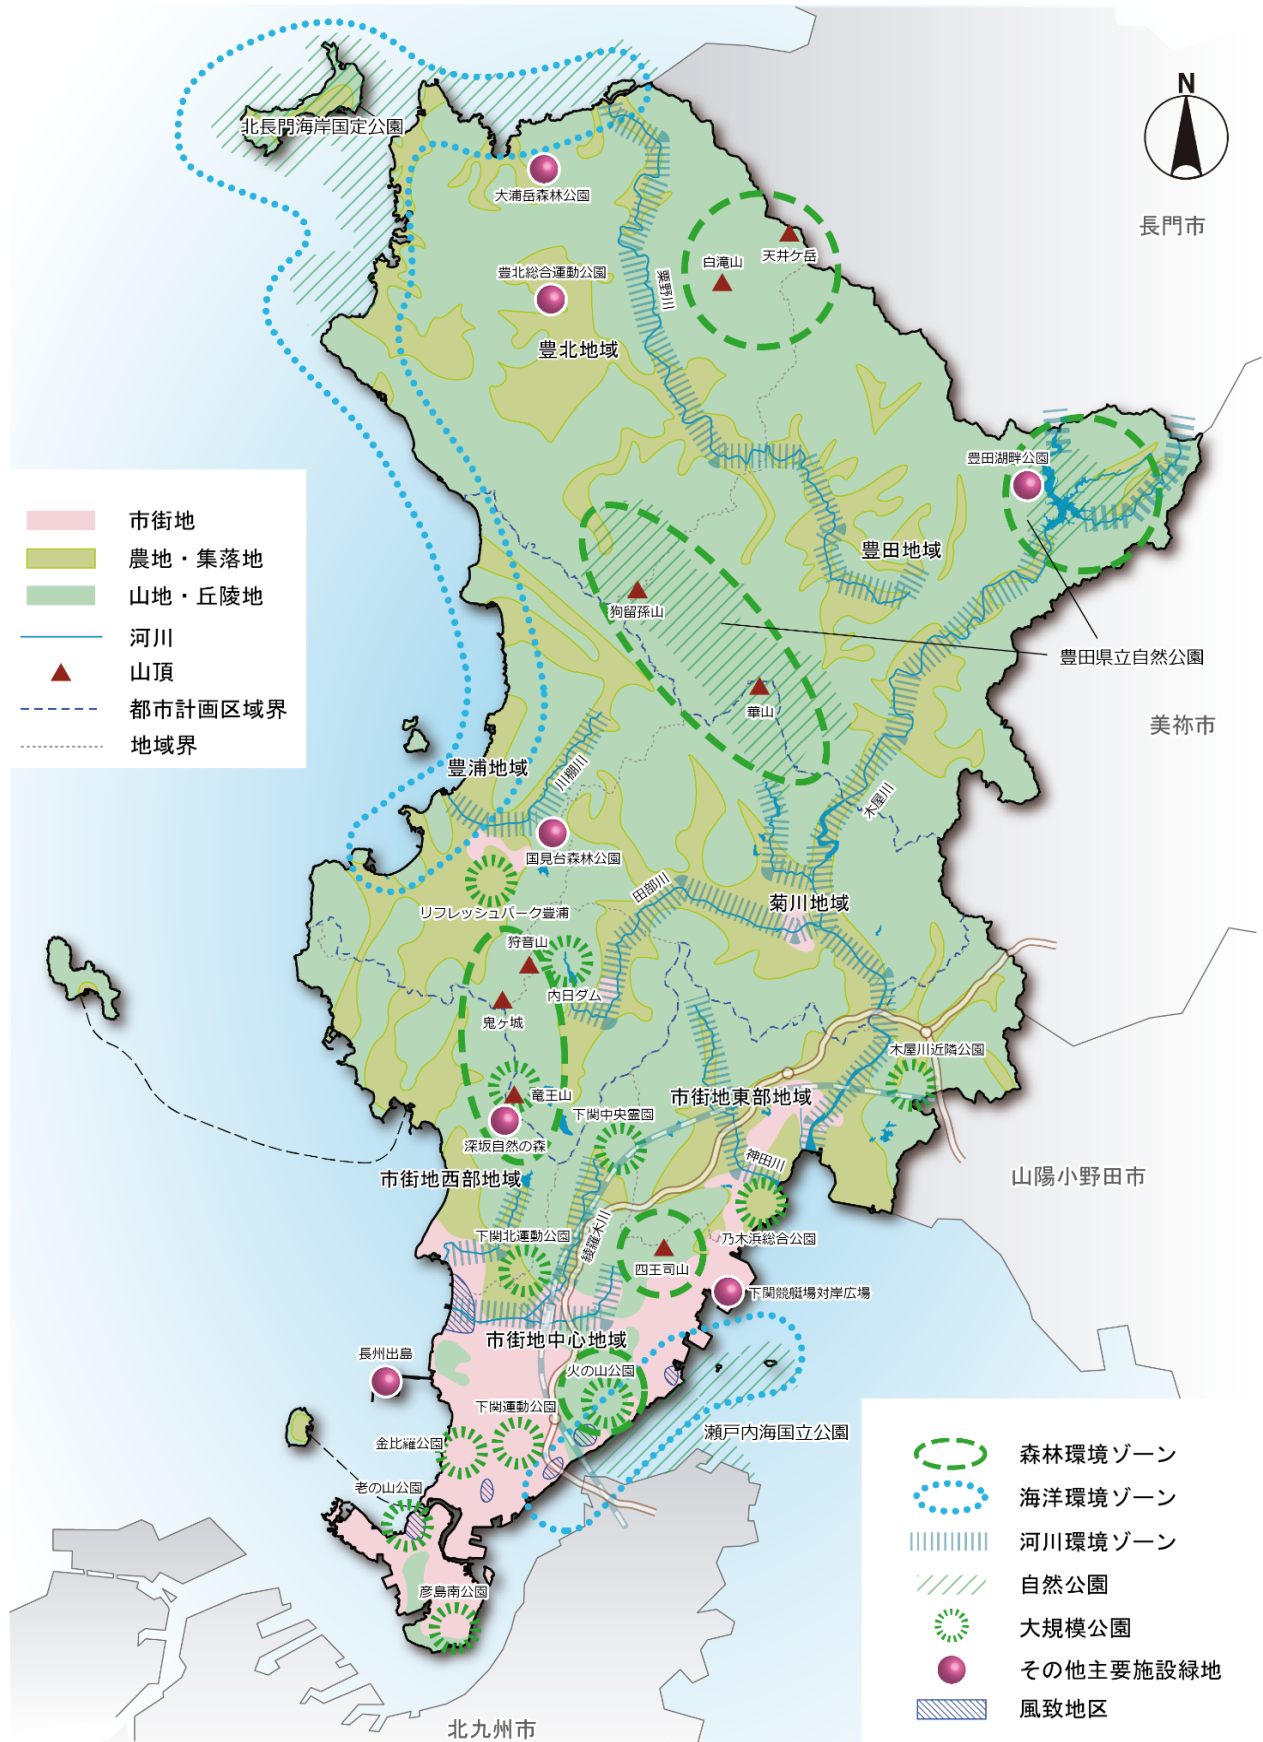 N
北長門海岸国定公園
大浦岳森林公園
長門市
天井ケ岳
白滝山
豊北総合運動公園
粟野川
豊北地域
豊田湖畔公園
市街地
農地・集落地
山地・丘陵地
河川
山頂
都市計画区域界
地域界
豊田地域
狗留孫山
豊田県立自然公園
華山
美祢市
豊浦地域
川棚川
木屋川
国見台森林公園
田部川
菊川地域
リフレッシュパーク豊浦
狩音山
内日ダム
鬼ヶ城
木屋川近隣公園
竜王山
市街地東部地域
下関中央霊園
深坂自然の森
神田川
市街地西部地域
山陽小野田市
下関北運動公園
綾羅木川
乃木浜総合公園
四王司山
下関競艇場対岸広場
市街地中心地域
長州出島
火の山公園
下関運動公園
瀬戸内海国立公園
金比羅公園
老の山公園
彦島南公園
森林環境ゾーン
海洋環境ゾーン
河川環境ゾーン
自然公園
大規模公園
その他主要施設緑地
風致地区
北九州市